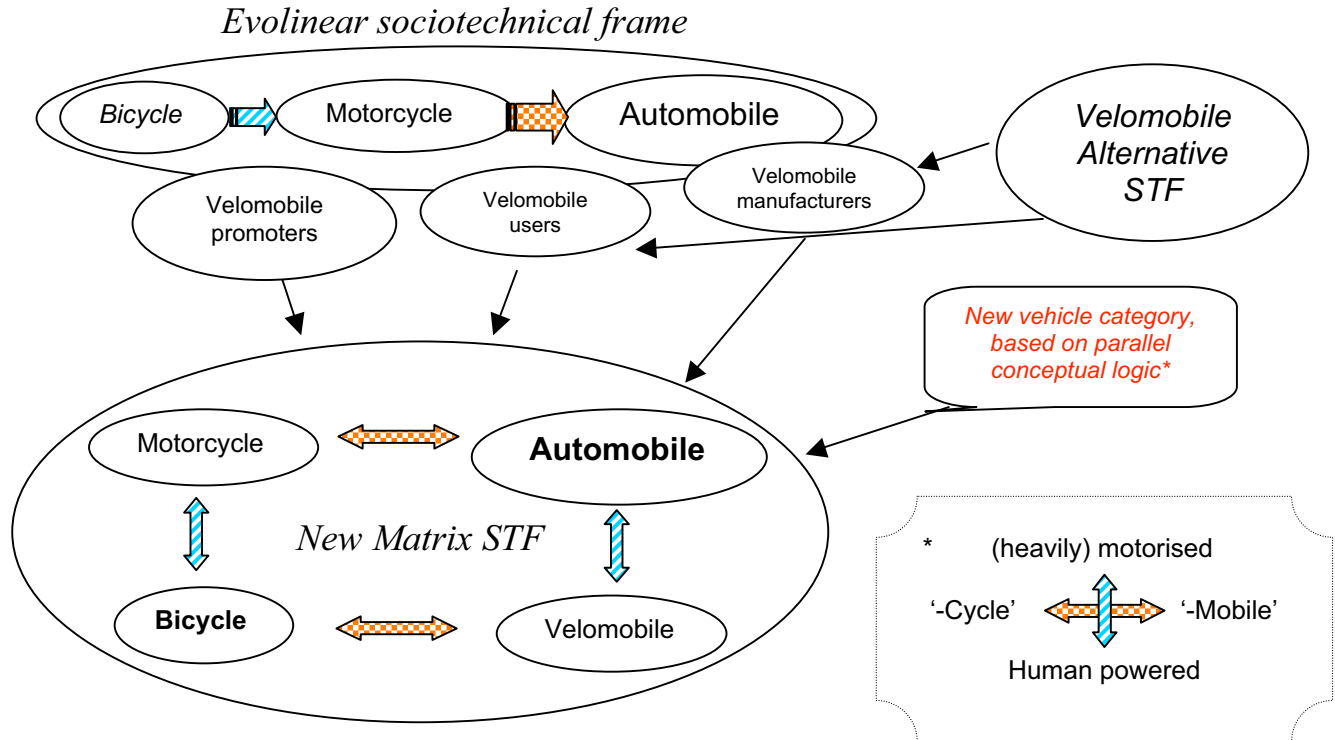 Evolinear sociotechnical frame
Bicycle
Motorcycle
Automobile
Velomobile
Alternative
STF
Velomobile
promoters
Velomobile
users
Velomobile
manufacturers
New vehicle category,
based on parallel
conceptual logic*
Motorcycle
Automobile
New Matrix STF
Bicycle
Velomobile
* (heavily) motorised
‘-Cycle’ ‘-Mobile’
Human powered